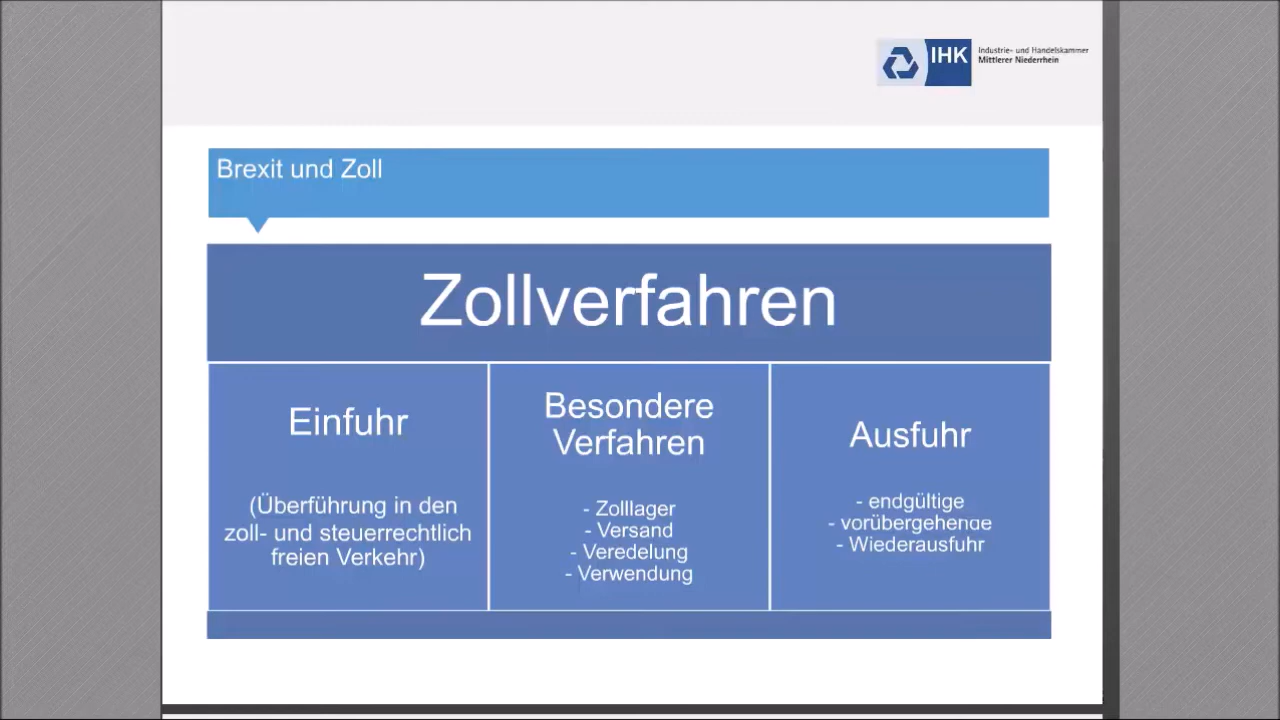 IHK
Industrie- und Handelskammer
Mittlerer Niederrhein
Brexit und Zoll
Zollverfahren
Einfuhr
(Überführung in den
zoll- und steuerrechtlich
freien Verkehr)
Besondere
Verfahren
- Zolllager
- Versand
- Veredelung
- Verwendung
Ausfuhr
- endgültige
- vorübergehende
- Wiederausfuhr